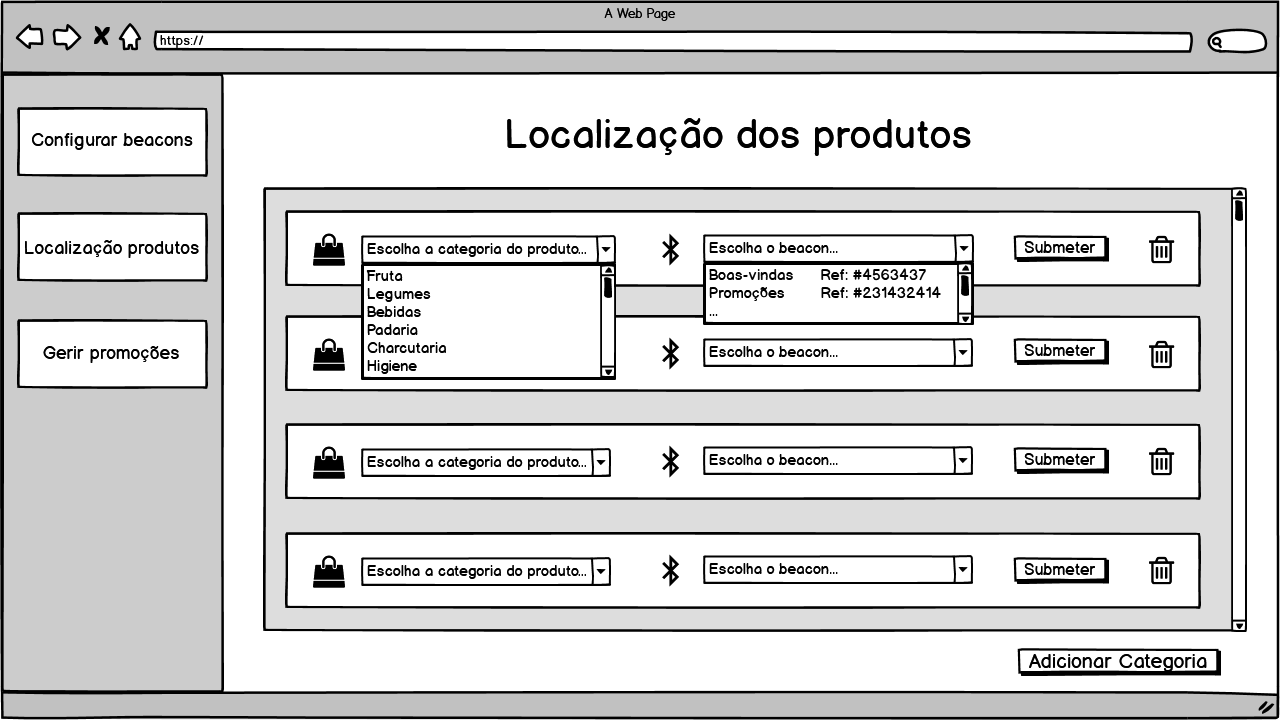 A Web Page
https://
Configurar beacons
Localização produtos
Gerir promoções
Localização dos produtos
Escolha a categoria do produto...
Fruta
Legumes
Bebidas
Padaria
Charcutaria
Higiene
Escolha o beacon...
Boas-vindas Ref: #4563437
Promoções Ref: #231432414
...
Submeter
Escolha o beacon...
Submeter
Escolha a categoria do produto...
Escolha o beacon...
Submeter
Escolha a categoria do produto...
Escolha o beacon...
Submeter
Adicionar Categoria